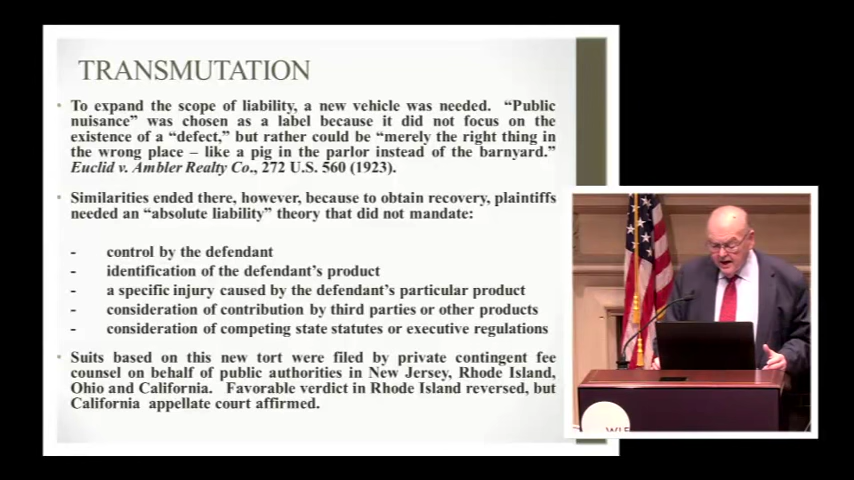 TRANSMUTATION
• To expand the scope of liability, a new vehicle was needed. “Public
nuisance” was chosen as a label because it did not focus on the
existence of a “defect,” but rather could be “merely the right thing in
the wrong place – like a pig in the parlor instead of the barnyard.”
Euclid v. Ambler Realty Co., 272 U.S. 560 (1923).
• Similarities ended there, however, because to obtain recovery, plaintiffs
needed an “absolute liability” theory that did not mandate:
- control by the defendant
- identification of the defendant’s product
- a specific injury caused by the defendant’s particular product
- consideration of contribution by third parties or other products
- consideration of competing state statutes or executive regulations
• Suits based on this new tort were filed by private contingent fee
counsel on behalf of public authorities in New Jersey, Rhode Island,
Ohio and California. Favorable verdict in Rhode Island reversed, but
California appellate court affirmed.